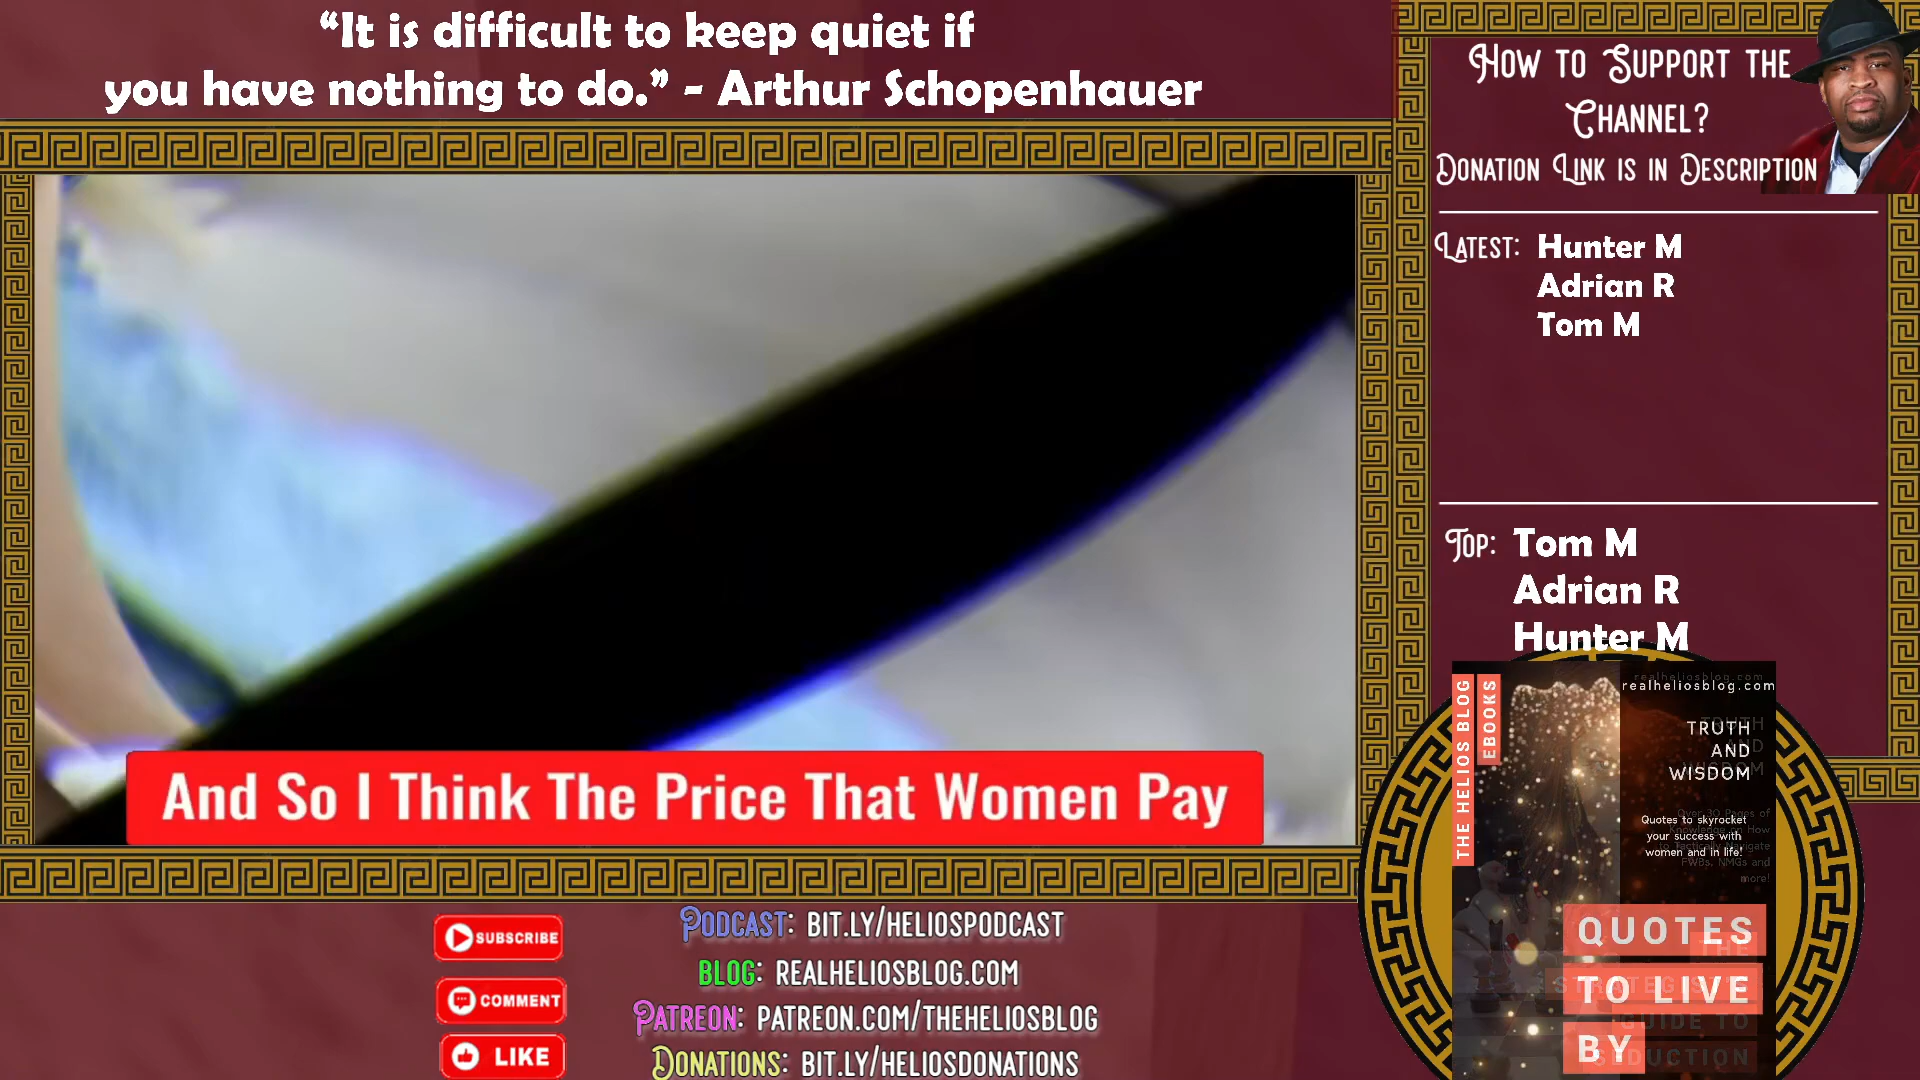 “It is difficult to keep quiet if
you have nothing to do.” - Arthur Schopenhauer
How to Support the
Channel?
Donation Link is in Description
Latest: Hunter M
Adrian R
Tom M
Top: Tom M
Adrian R
Hunter M
And So I Think The Price That Women Pay
SUBSCRIBE
COMMENT
LIKE
Podcast: bit.ly/heliospodcast
Blog: realheliosblog.com
Patreon: patreon.com/theheliosblog
Donations: bit.ly/heliosdonations
THE HELIOS BLOG
EBOOKS
realheliosblog.com
TRUTH
AND
WISDOM
Quotes to skyrocket
your success with
women and in life!
QUOTES
TO LIVE
BY